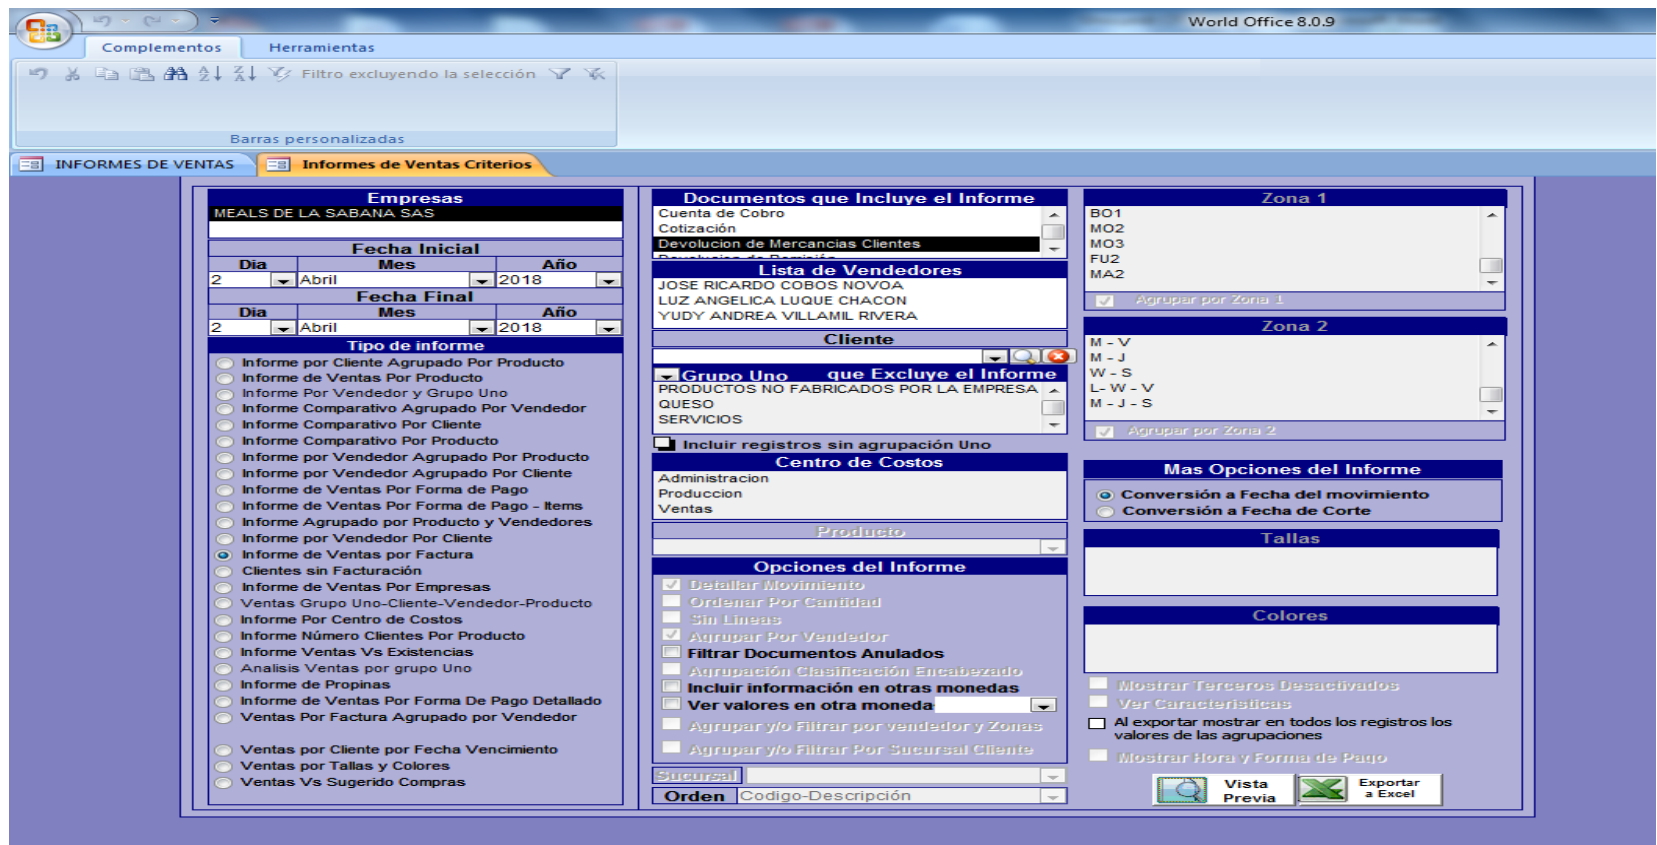 World Office 8.0.9
Complementos Herramientas
Filtro excluyendo la selección
Barras personalizadas
INFORMES DE VENTAS Informes de Ventas Criterios
Empresas
MEALS DE LA SABANA SAS
Fecha Inicial
Dia Mes Año
2 Abril 2018
Fecha Final
Dia Mes Año
2 Abril 2018
Tipo de informe
Informe por Cliente Agrupado Por Producto
Informe de Ventas Por Producto
Informe Por Vendedor y Grupo Uno
Informe Comparativo Agrupado Por Vendedor
Informe Comparativo Por Cliente
Informe Comparativo Por Producto
Informe por Vendedor Agrupado Por Producto
Informe por Vendedor Agrupado Por Cliente
Informe de Ventas Por Forma de Pago
Informe de Ventas Por Forma de Pago - Items
Informe Agrupado por Producto y Vendedores
Informe por Vendedor Por Cliente
Informe de Ventas por Factura
Clientes sin Facturación
Informe de Ventas Por Empresas
Ventas Grupo Uno-Cliente-Vendedor-Producto
Informe Por Centro de Costos
Informe Número Clientes Por Producto
Informe Ventas Vs Existencias
Analisis Ventas por grupo Uno
Informe de Propinas
Informe de Ventas Por Forma De Pago Detallado
Ventas Por Factura Agrupado por Vendedor
Ventas por Cliente por Fecha Vencimiento
Ventas por Tallas y Colores
Ventas Vs Sugerido Compras
Documentos que Incluye el Informe
Cuenta de Cobro
Cotización
Devolucion de Mercancias Clientes
Devolucion de Remisión
Lista de Vendedores
JOSE RICARDO COBOS NOVOA
LUZ ANGELICA LUQUE CHACON
YUDY ANDREA VILLAMIL RIVERA
Cliente
Grupo Uno que Excluye el Informe
PRODUCTOS NO FABRICADOS POR LA EMPRESA
QUESO
SERVICIOS
Incluir registros sin agrupación Uno
Centro de Costos
Administracion
Produccion
Ventas
Producto
Opciones del Informe
Detallar Movimiento
Ordenar Por Cantidad
Sin Lineas
Agrupar Por Vendedor
Filtrar Documentos Anulados
Agrupación Clasificación Encabezado
Incluir información en otras monedas
Ver valores en otra moneda
Agrupar y/o Filtrar por vendedor y Zonas
Agrupar y/o Filtrar Por Sucursal Cliente
Sucursal
Orden Codigo-Descripción
Zona 1
BO1
MO2
MO3
FU2
MA2
Agrupar por Zona 1
Zona 2
M - V
M - J
W - S
L- W - V
M - J - S
Agrupar por Zona 2
Mas Opciones del Informe
Conversión a Fecha del movimiento
Conversión a Fecha de Corte
Tallas
Colores
Mostrar Terceros Desactivados
Ver Caracteristicas
Al exportar mostrar en todos los registros los
valores de las agrupaciones
Mostrar Hora y Forma de Pago
Vista
Previa
Exportar
a Excel